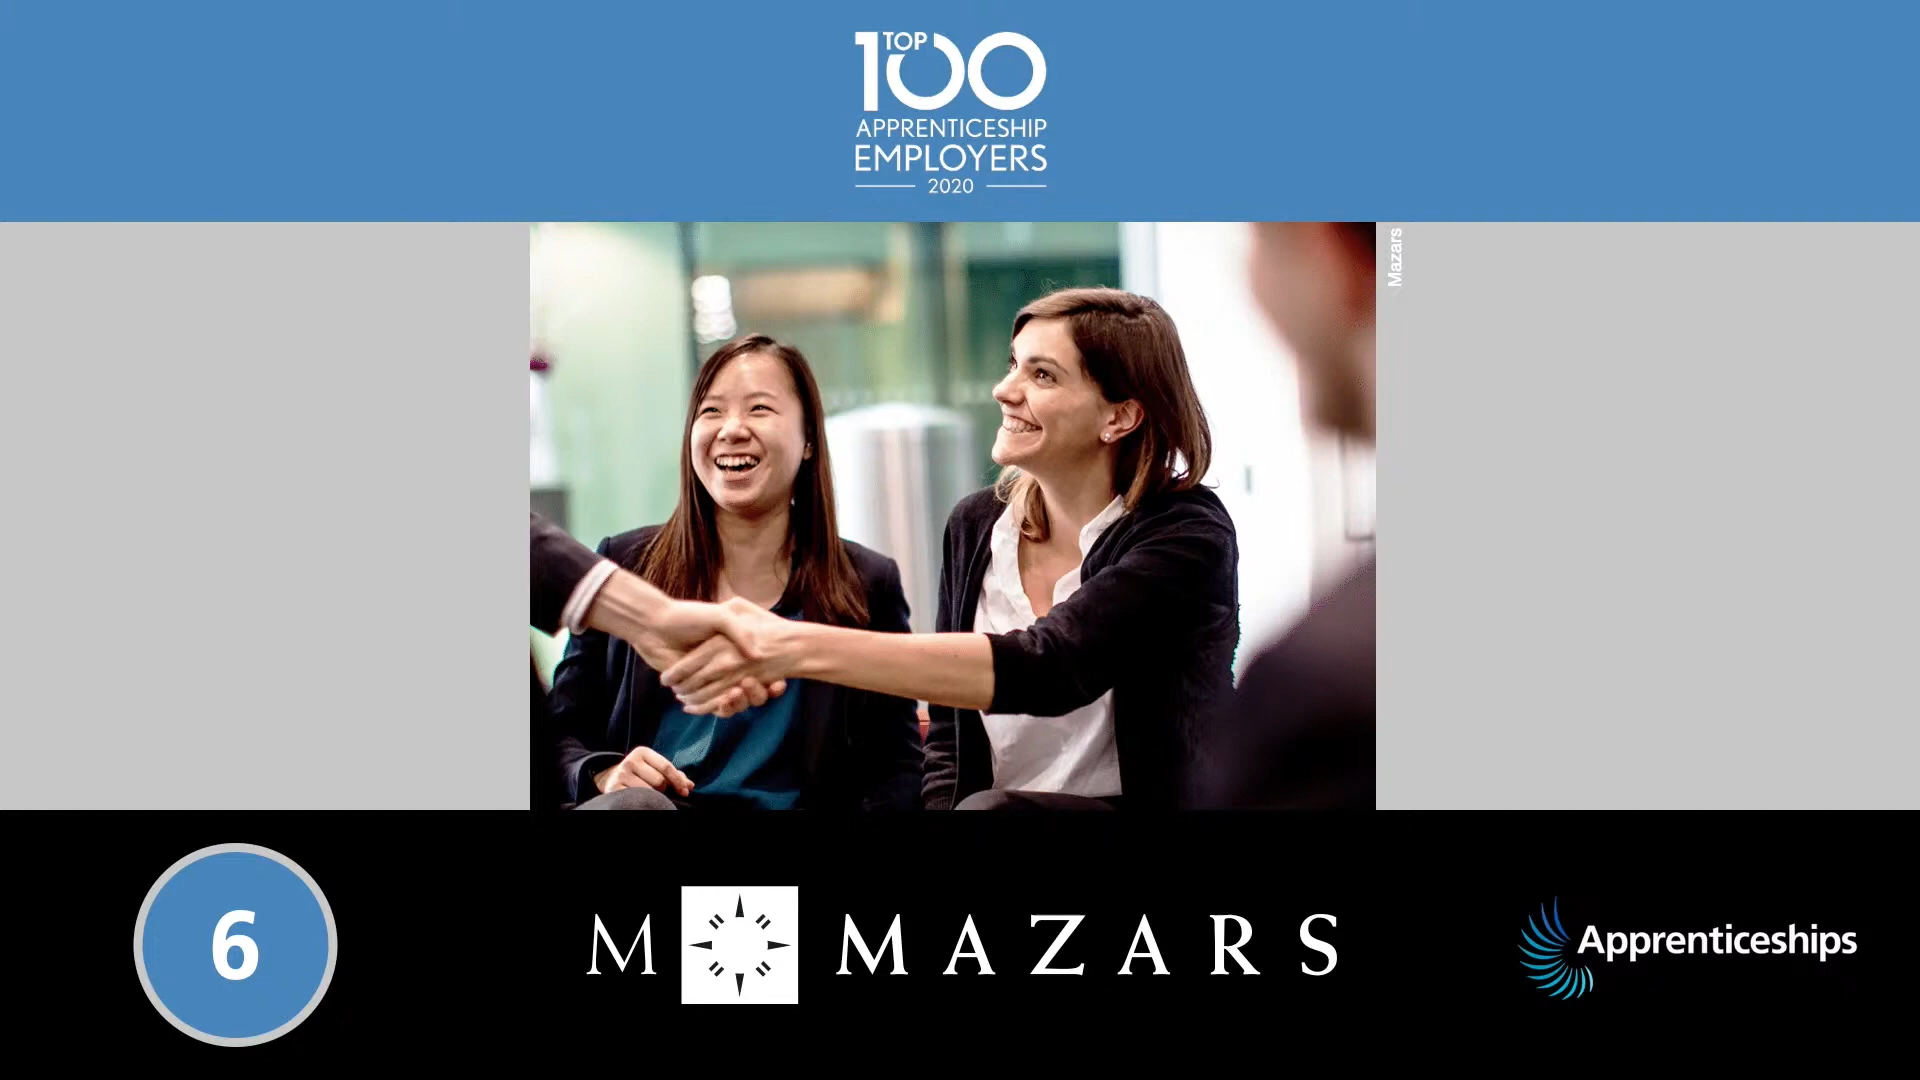 TOP
100
APPRENTICESHIP
EMPLOYERS
2020
Mazars
6
M MAZARS
Apprenticeships